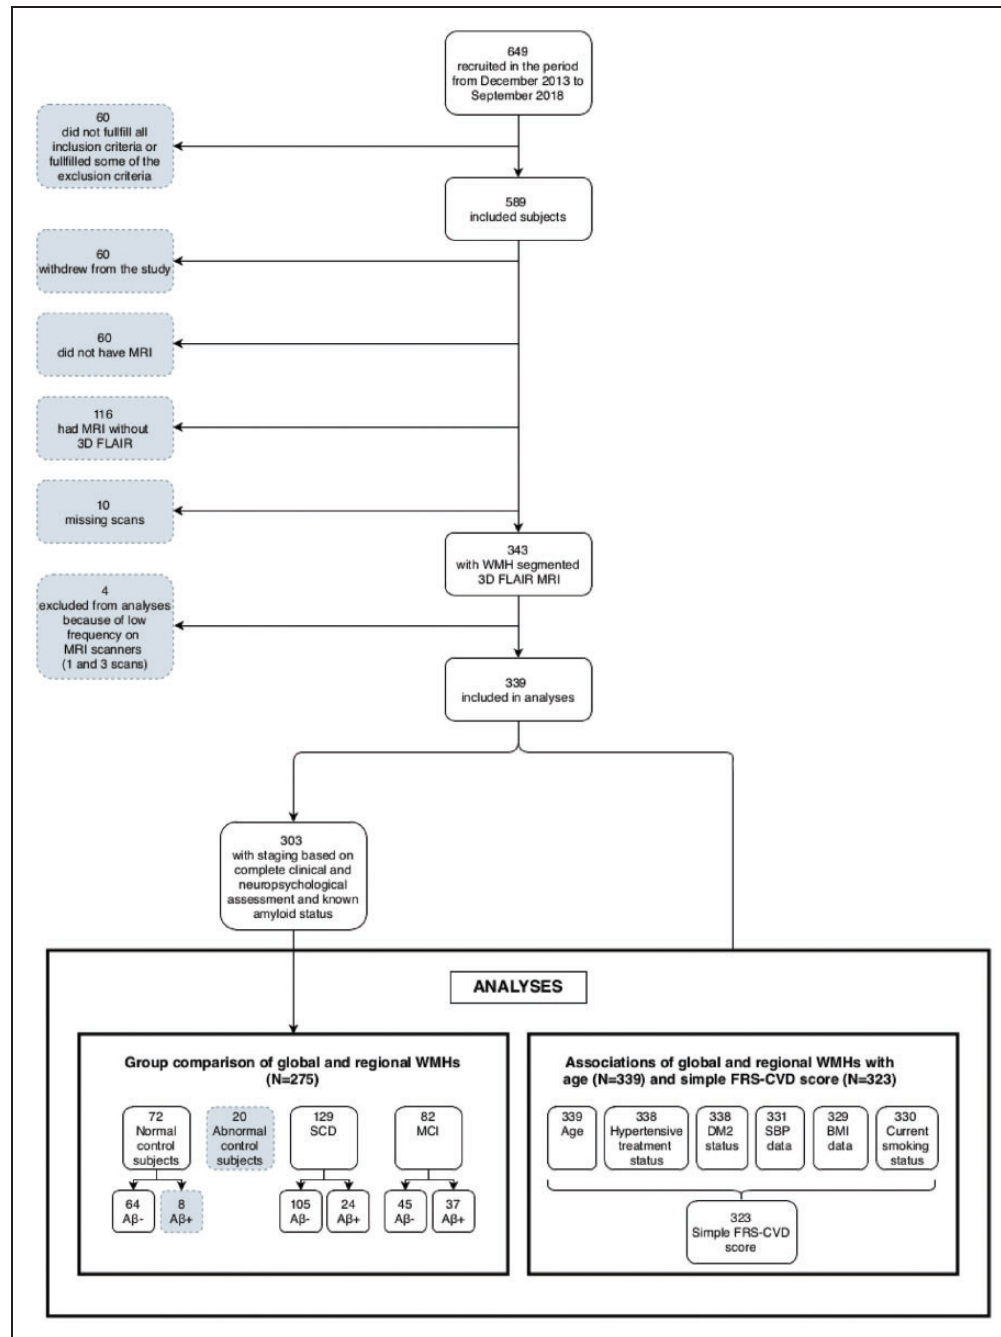 649
recruited in the period
from December 2013 to
September 2018
60
did not fullfill all
inclusion criteria or
fullfilled some of the
exclusion criteria
589
included subjects
60
withdrew from the study
60
did not have MRI
116
had MRI without
3D FLAIR
10
missing scans
343
with WMH segmented
3D FLAIR MRI
4
excluded from analyses
because of low
frequency on
MRI scanners
(1 and 3 scans)
339
included in analyses
303
with staging based on
complete clinical and
neuropsychological
assessment and known
amyloid status
ANALYSES
Group comparison of global and regional WMHs
(N=275)
72
Normal
control
subjects
20
Abnormal
control
subjects
129
SCD
82
MCI
64
Aβ-
8
Aβ+
105
Aβ-
24
Aβ+
45
Aβ-
37
Aβ+
Associations of global and regional WMHs with
age (N=339) and simple FRS-CVD score (N=323)
339
Age
338
Hypertensive
treatment
status
338
DM2
status
331
SBP
data
329
BMI
data
330
Current
smoking
status
323
Simple FRS-CVD
score